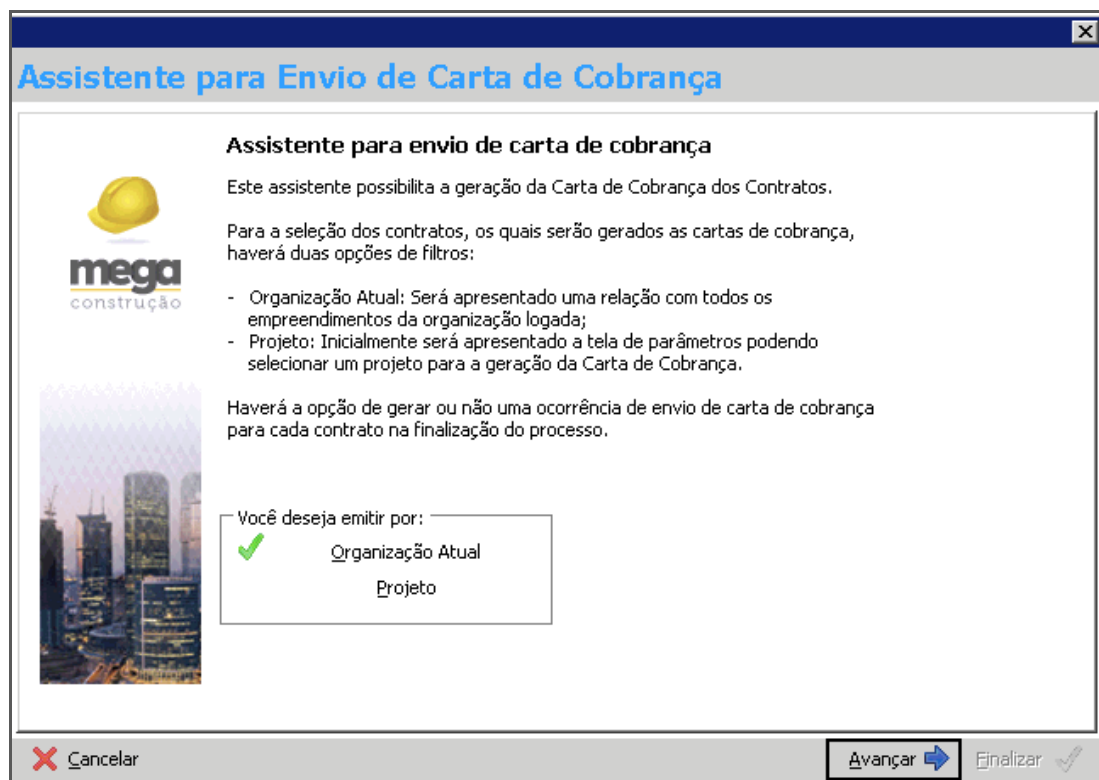 Assistente para Envio de Carta de Cobrança
Assistente para envio de carta de cobrança
Este assistente possibilita a geração da Carta de Cobrança dos Contratos.
Para a seleção dos contratos, os quais serão gerados as cartas de cobrança,
haverá duas opções de filtros:
- Organização Atual: Será apresentado uma relação com todos os
empreendimentos da organização logada;
- Projeto: Inicialmente será apresentado a tela de parâmetros podendo
selecionar um projeto para a geração da Carta de Cobrança.
Haverá a opção de gerar ou não uma ocorrência de envio de carta de cobrança
para cada contrato na finalização do processo.
mega
construção
Você deseja emitir por:
Organização Atual
Projeto
Cancelar
Avançar
Finalizar